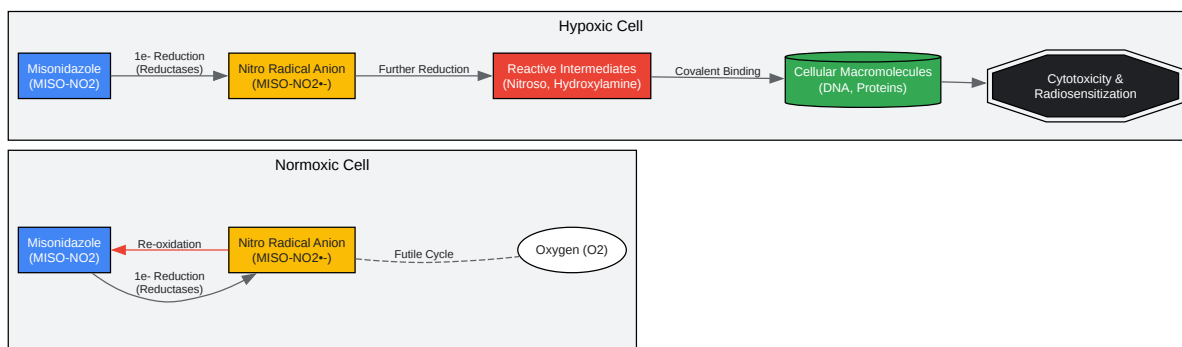 Hypoxic Cell
Misonidazole
(MISO-NO2)
1e- Reduction
(Reductases)
Nitro Radical Anion
(MISO-NO2•-)
Further Reduction
Reactive Intermediates
(Nitroso, Hydroxylamine)
Covalent Binding
Cellular Macromolecules
(DNA, Proteins)
Cytotoxicity &
Radiosensitization
Normoxic Cell
Misonidazole
(MISO-NO2)
Re-oxidation
1e- Reduction
(Reductases)
Nitro Radical Anion
(MISO-NO2•-)
Futile Cycle
Oxygen (O2)